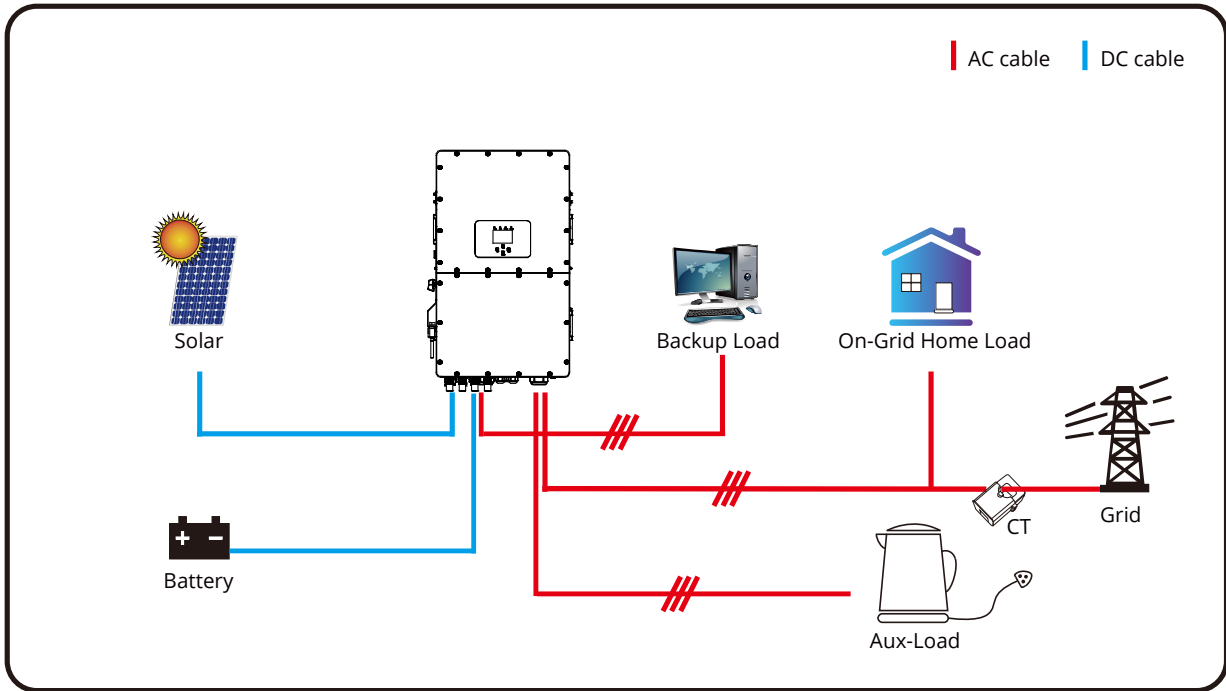 AC cable
DC cable
Solar
Backup Load
On-Grid Home Load
CT
Grid
Battery
Aux-Load